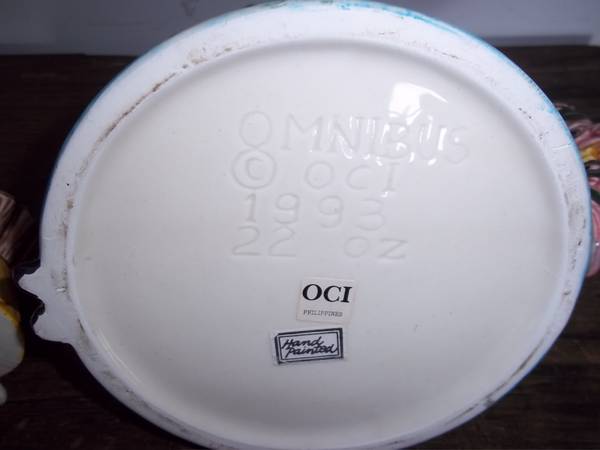 OMNIBUS
© OCI
1993
22 OZ
OCI
PHILIPPINES
Hand
Painted